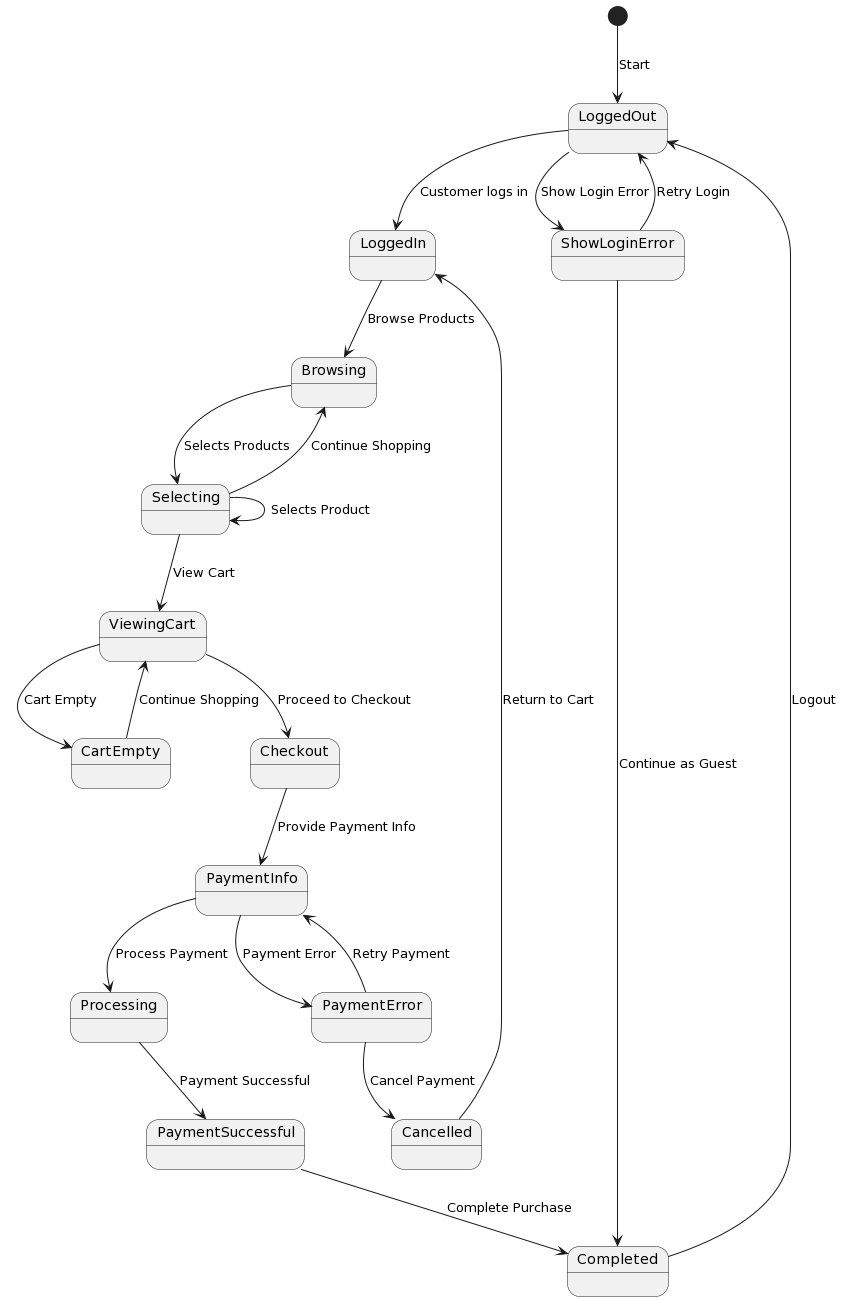 Start
LoggedOut
Customer logs in
Show Login Error
Retry Login
LoggedIn
ShowLoginError
Browse Products
Browsing
Selects Products
Continue Shopping
Selecting
Selects Product
View Cart
ViewingCart
Cart Empty
Continue Shopping
Proceed to Checkout
Return to Cart
Logout
CartEmpty
Checkout
Continue as Guest
Provide Payment Info
PaymentInfo
Process Payment
Payment Error
Retry Payment
Processing
PaymentError
Payment Successful
Cancel Payment
PaymentSuccessful
Cancelled
Complete Purchase
Completed